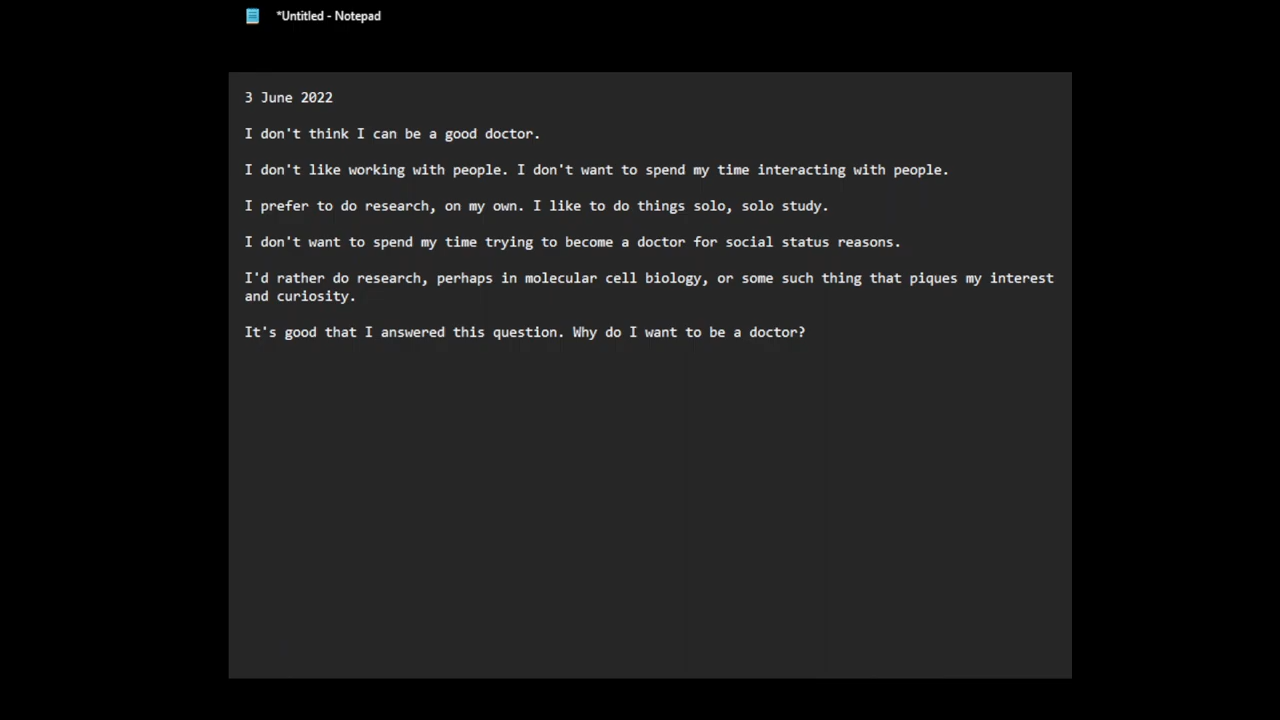 *Untitled - Notepad
3 June 2022
I don't think I can be a good doctor.
I don't like working with people. I don't want to spend my time interacting with people.
I prefer to do research, on my own. I like to do things solo, solo study.
I don't want to spend my time trying to become a doctor for social status reasons.
I'd rather do research, perhaps in molecular cell biology, or some such thing that piques my interest
and curiosity.
It's good that I answered this question. Why do I want to be a doctor?